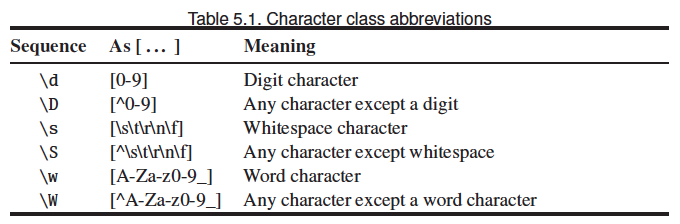 Table 5.1. Character class abbreviations
Sequence As [ ... ] Meaning
\d [0-9] Digit character
\D [^0-9] Any character except a digit
\s [\s\t\r\n\f] Whitespace character
\S [^\s\t\r\n\f] Any character except whitespace
\w [A-Za-z0-9_] Word character
\W [^A-Za-z0-9_] Any character except a word character